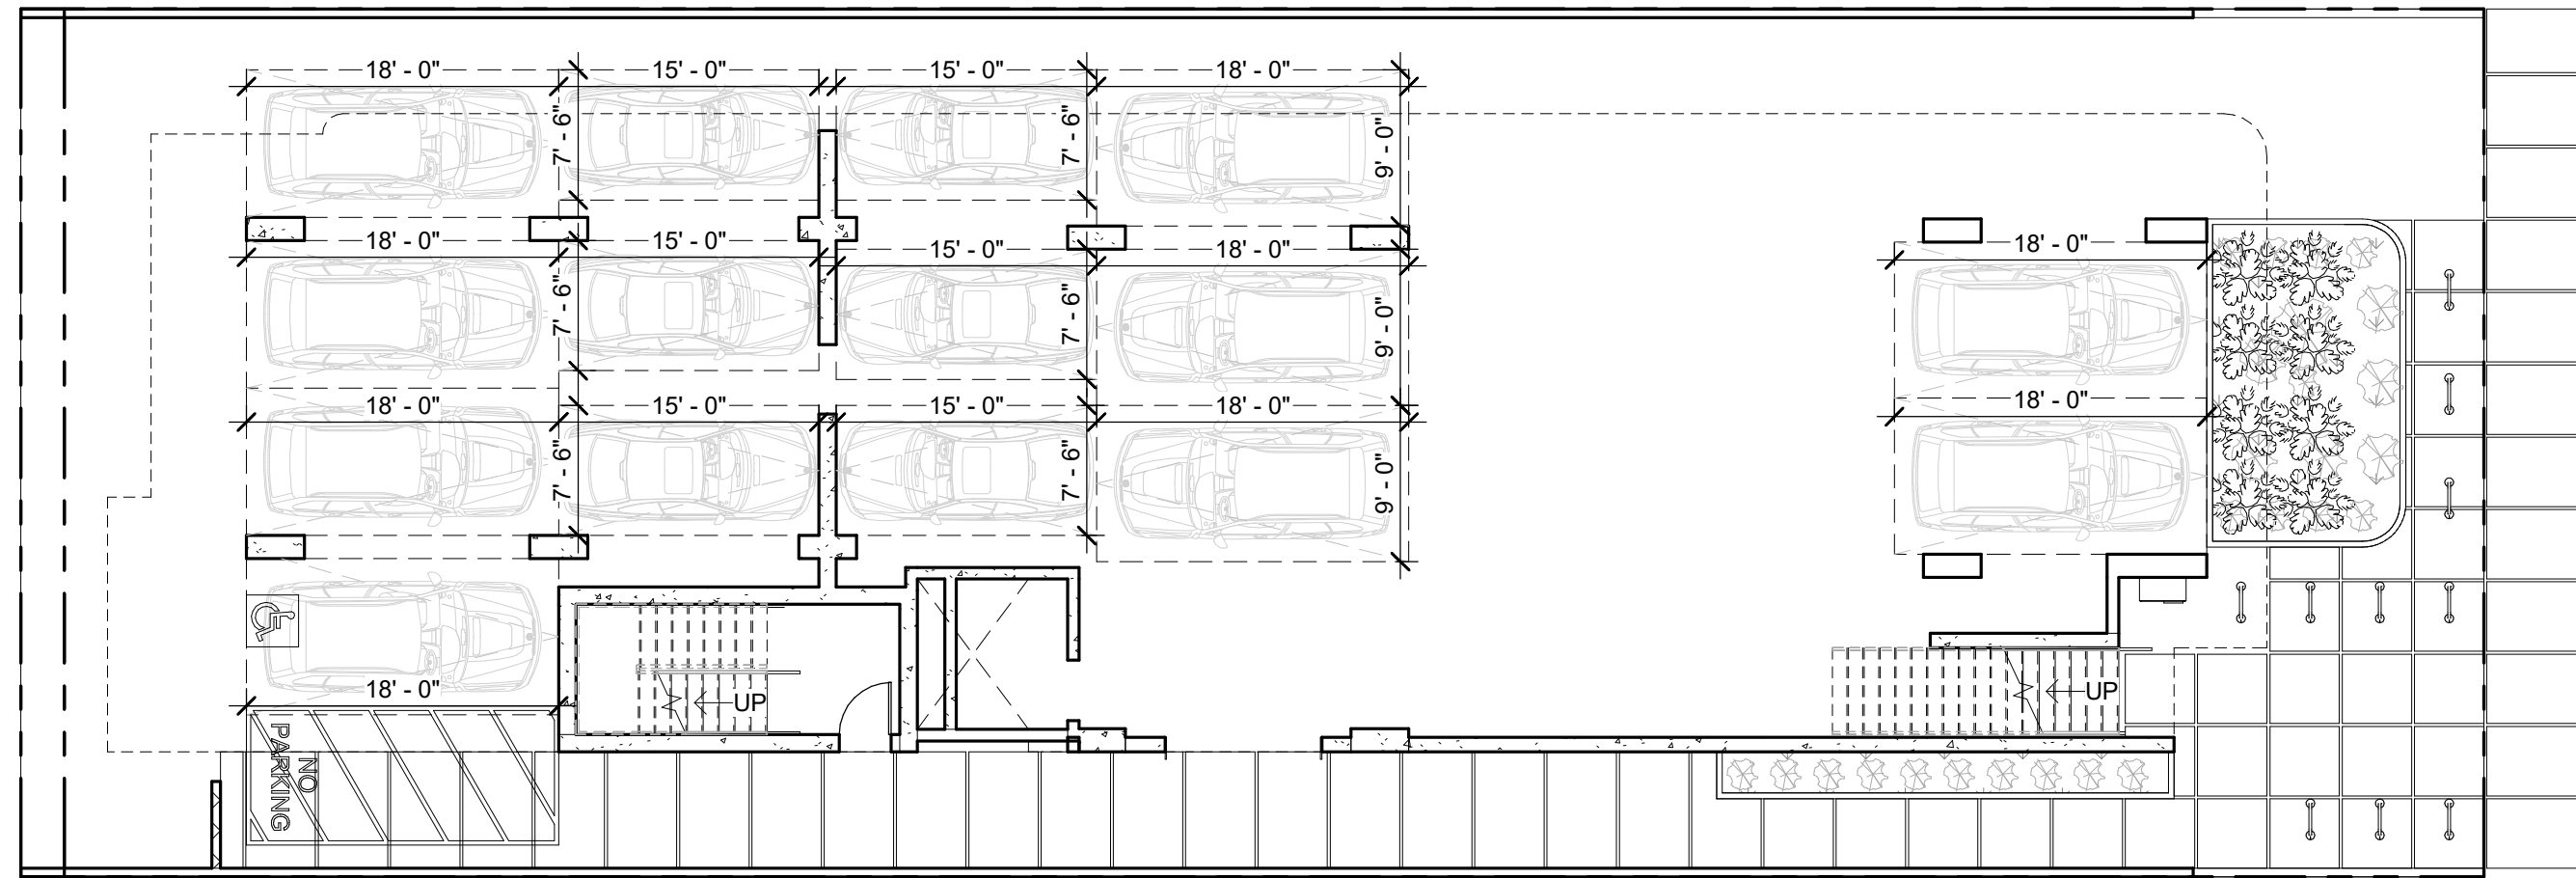 18' - 0"
15' - 0"
15' - 0"
18' - 0"
7' - 6"
7' - 6"
9' - 0"
18' - 0"
15' - 0"
15' - 0"
18' - 0"
18' - 0"
7' - 6"
7' - 6"
9' - 0"
18' - 0"
15' - 0"
15' - 0"
18' - 0"
18' - 0"
7' - 6"
7' - 6"
9' - 0"
18' - 0"
UP
UP
NO
PARKING